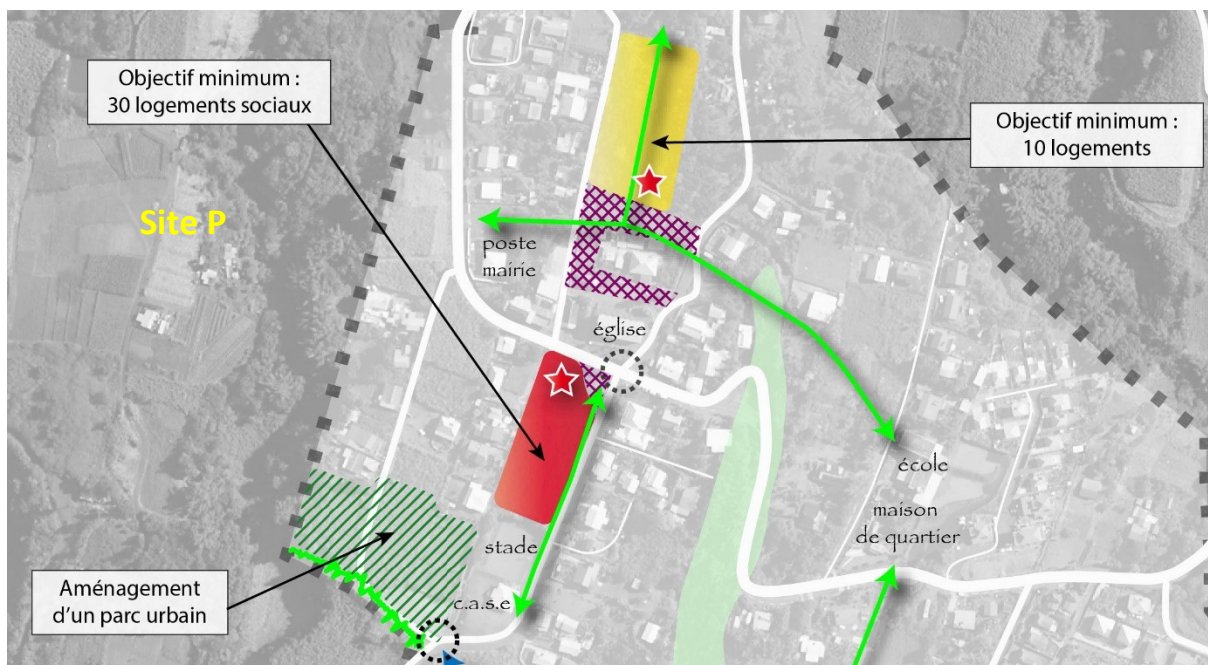 Objectif minimum :
30 logements sociaux
Objectif minimum :
10 logements
Site P
poste
mairie
église
école
maison
de quartier
stade
c.a.s.e
Aménagement
d'un parc urbain